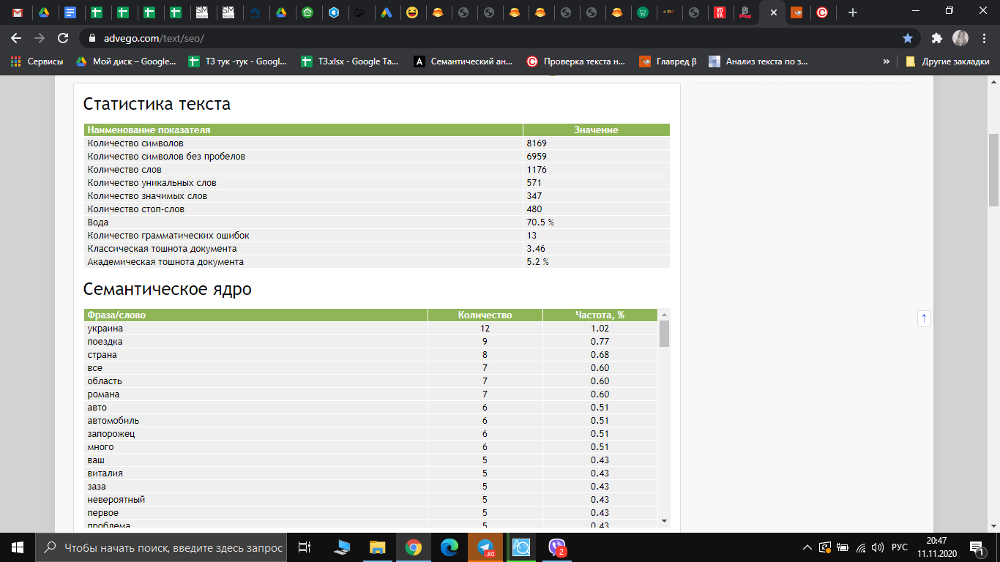 advego.com/text/seo/
Сервисы Мой диск – Google... ТЗ тук -тук - Googl... ТЗ.xlsx - Google Ta... Семантический ан... Проверка текста н... Главред β Анализ текста по з... » Другие закладки
Статистика текста
Наименование показателя Значение
Количество символов 8169
Количество символов без пробелов 6959
Количество слов 1176
Количество уникальных слов 571
Количество значимых слов 347
Количество стоп-слов 480
Вода 70.5 %
Количество грамматических ошибок 13
Классическая тошнота документа 3.46
Академическая тошнота документа 5.2 %
Семантическое ядро
Фраза/слово Количество Частота, %
украина 12 1.02
поездка 9 0.77
страна 8 0.68
все 7 0.60
область 7 0.60
романа 7 0.60
авто 6 0.51
автомобиль 6 0.51
запорожец 6 0.51
много 6 0.51
ваш 5 0.43
виталия 5 0.43
заза 5 0.43
невероятный 5 0.43
первое 5 0.43
проблема 5 0.43
Чтобы начать поиск, введите здесь запрос
.80
2
РУС
20:47
11.11.2020
1